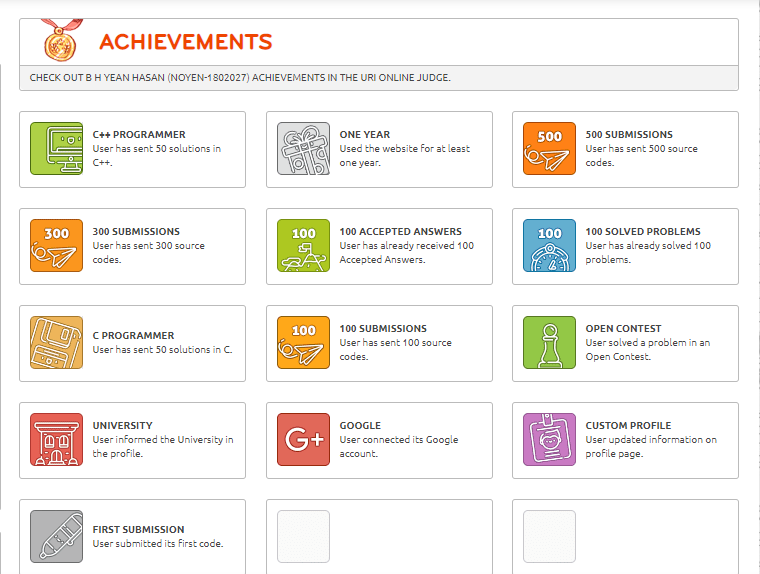 ACHIEVEMENTS
CHECK OUT B H YEAN HASAN (NOYEN-1802027) ACHIEVEMENTS IN THE URI ONLINE JUDGE.
C++ PROGRAMMER
User has sent 50 solutions in
C++.
ONE YEAR
Used the website for at least
one year.
500
500 SUBMISSIONS
User has sent 500 source
codes.
300
300 SUBMISSIONS
User has sent 300 source
codes.
100
100 ACCEPTED ANSWERS
User has already received 100
Accepted Answers.
100
100 SOLVED PROBLEMS
User has already solved 100
problems.
C PROGRAMMER
User has sent 50 solutions in C.
100
100 SUBMISSIONS
User has sent 100 source
codes.
OPEN CONTEST
User solved a problem in an
Open Contest.
UNIVERSITY
User informed the University in
the profile.
G+
GOOGLE
User connected its Google
account.
CUSTOM PROFILE
User updated information on
profile page.
FIRST SUBMISSION
User submitted its first code.